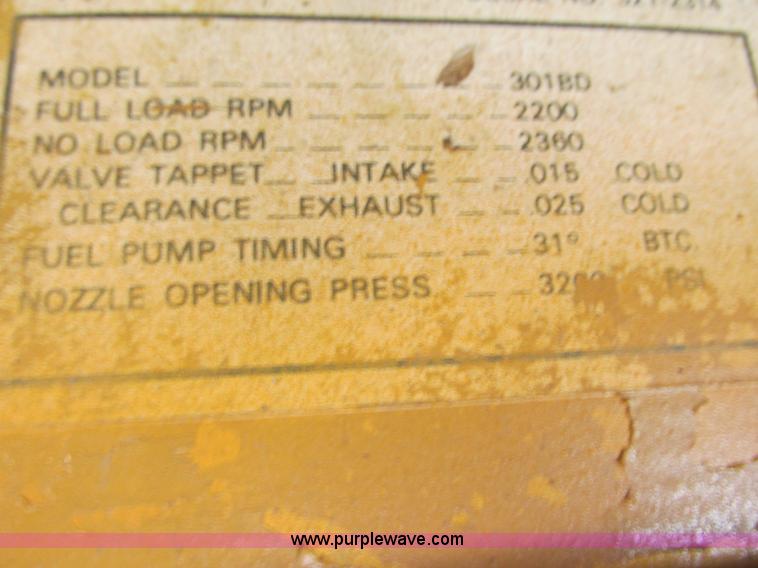 MODEL _ _ _ _ _ _ _ _ 301BD
FULL LOAD RPM _ _ _ _ _ 2200
NO LOAD RPM _ _ _ _ _ _ 2360
VALVE TAPPET _ _ INTAKE _ _ .015 COLD
CLEARANCE _ EXHAUST _ _ .025 COLD
FUEL PUMP TIMING _ _ _ _ 31° BTC.
NOZZLE OPENING PRESS _ _ PSI
www.purplewave.com